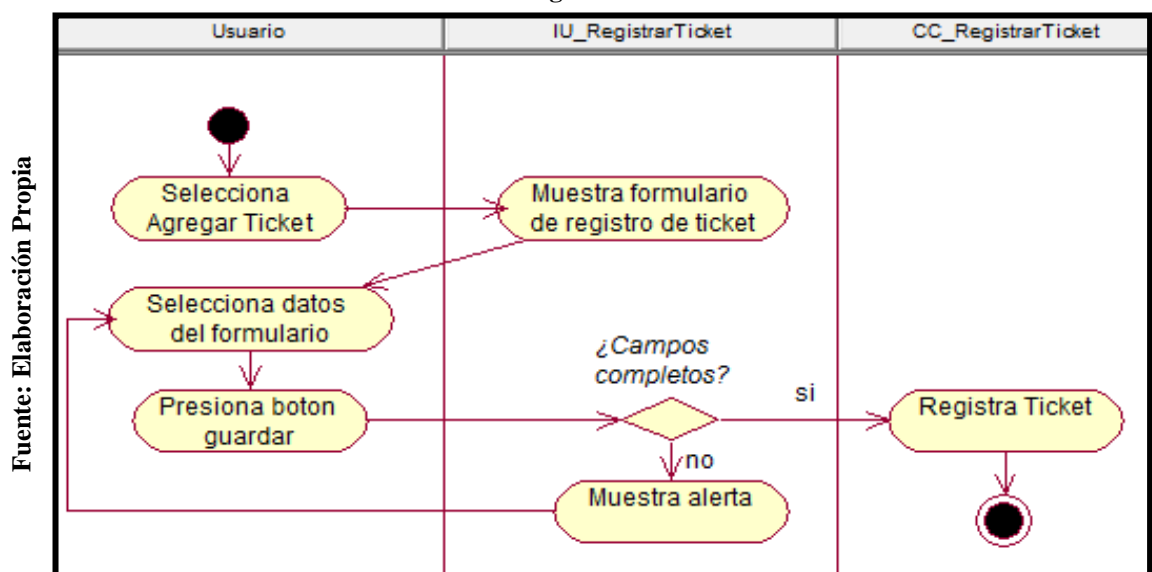 Usuario
IU_RegistrarTicket
CC_RegistrarTicket
Fuente: Elaboración Propia
Selecciona
Agregar Ticket
Muestra formulario
de registro de ticket
Selecciona datos
del formulario
¿Campos
completos?
si
Presiona boton
guardar
Registra Ticket
no
Muestra alerta